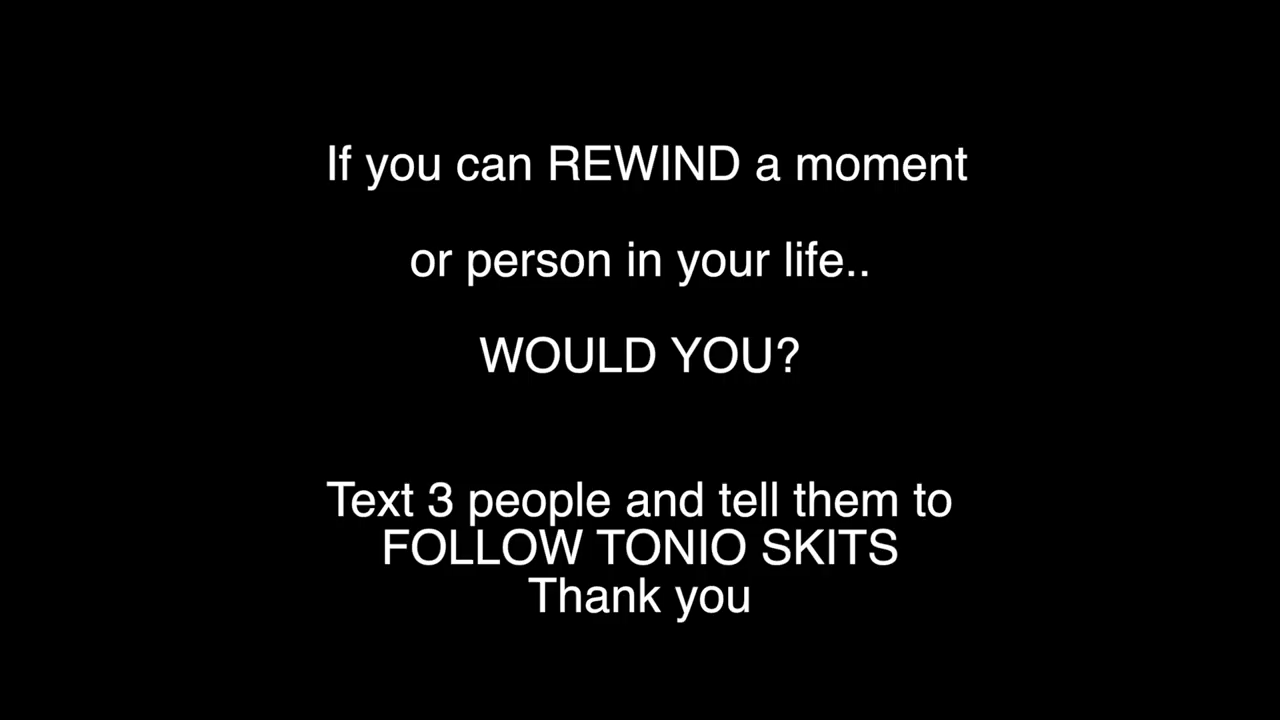 If you can REWIND a moment
or person in your life..
WOULD YOU?
Text 3 people and tell them to
FOLLOW TONIO SKITS
Thank you